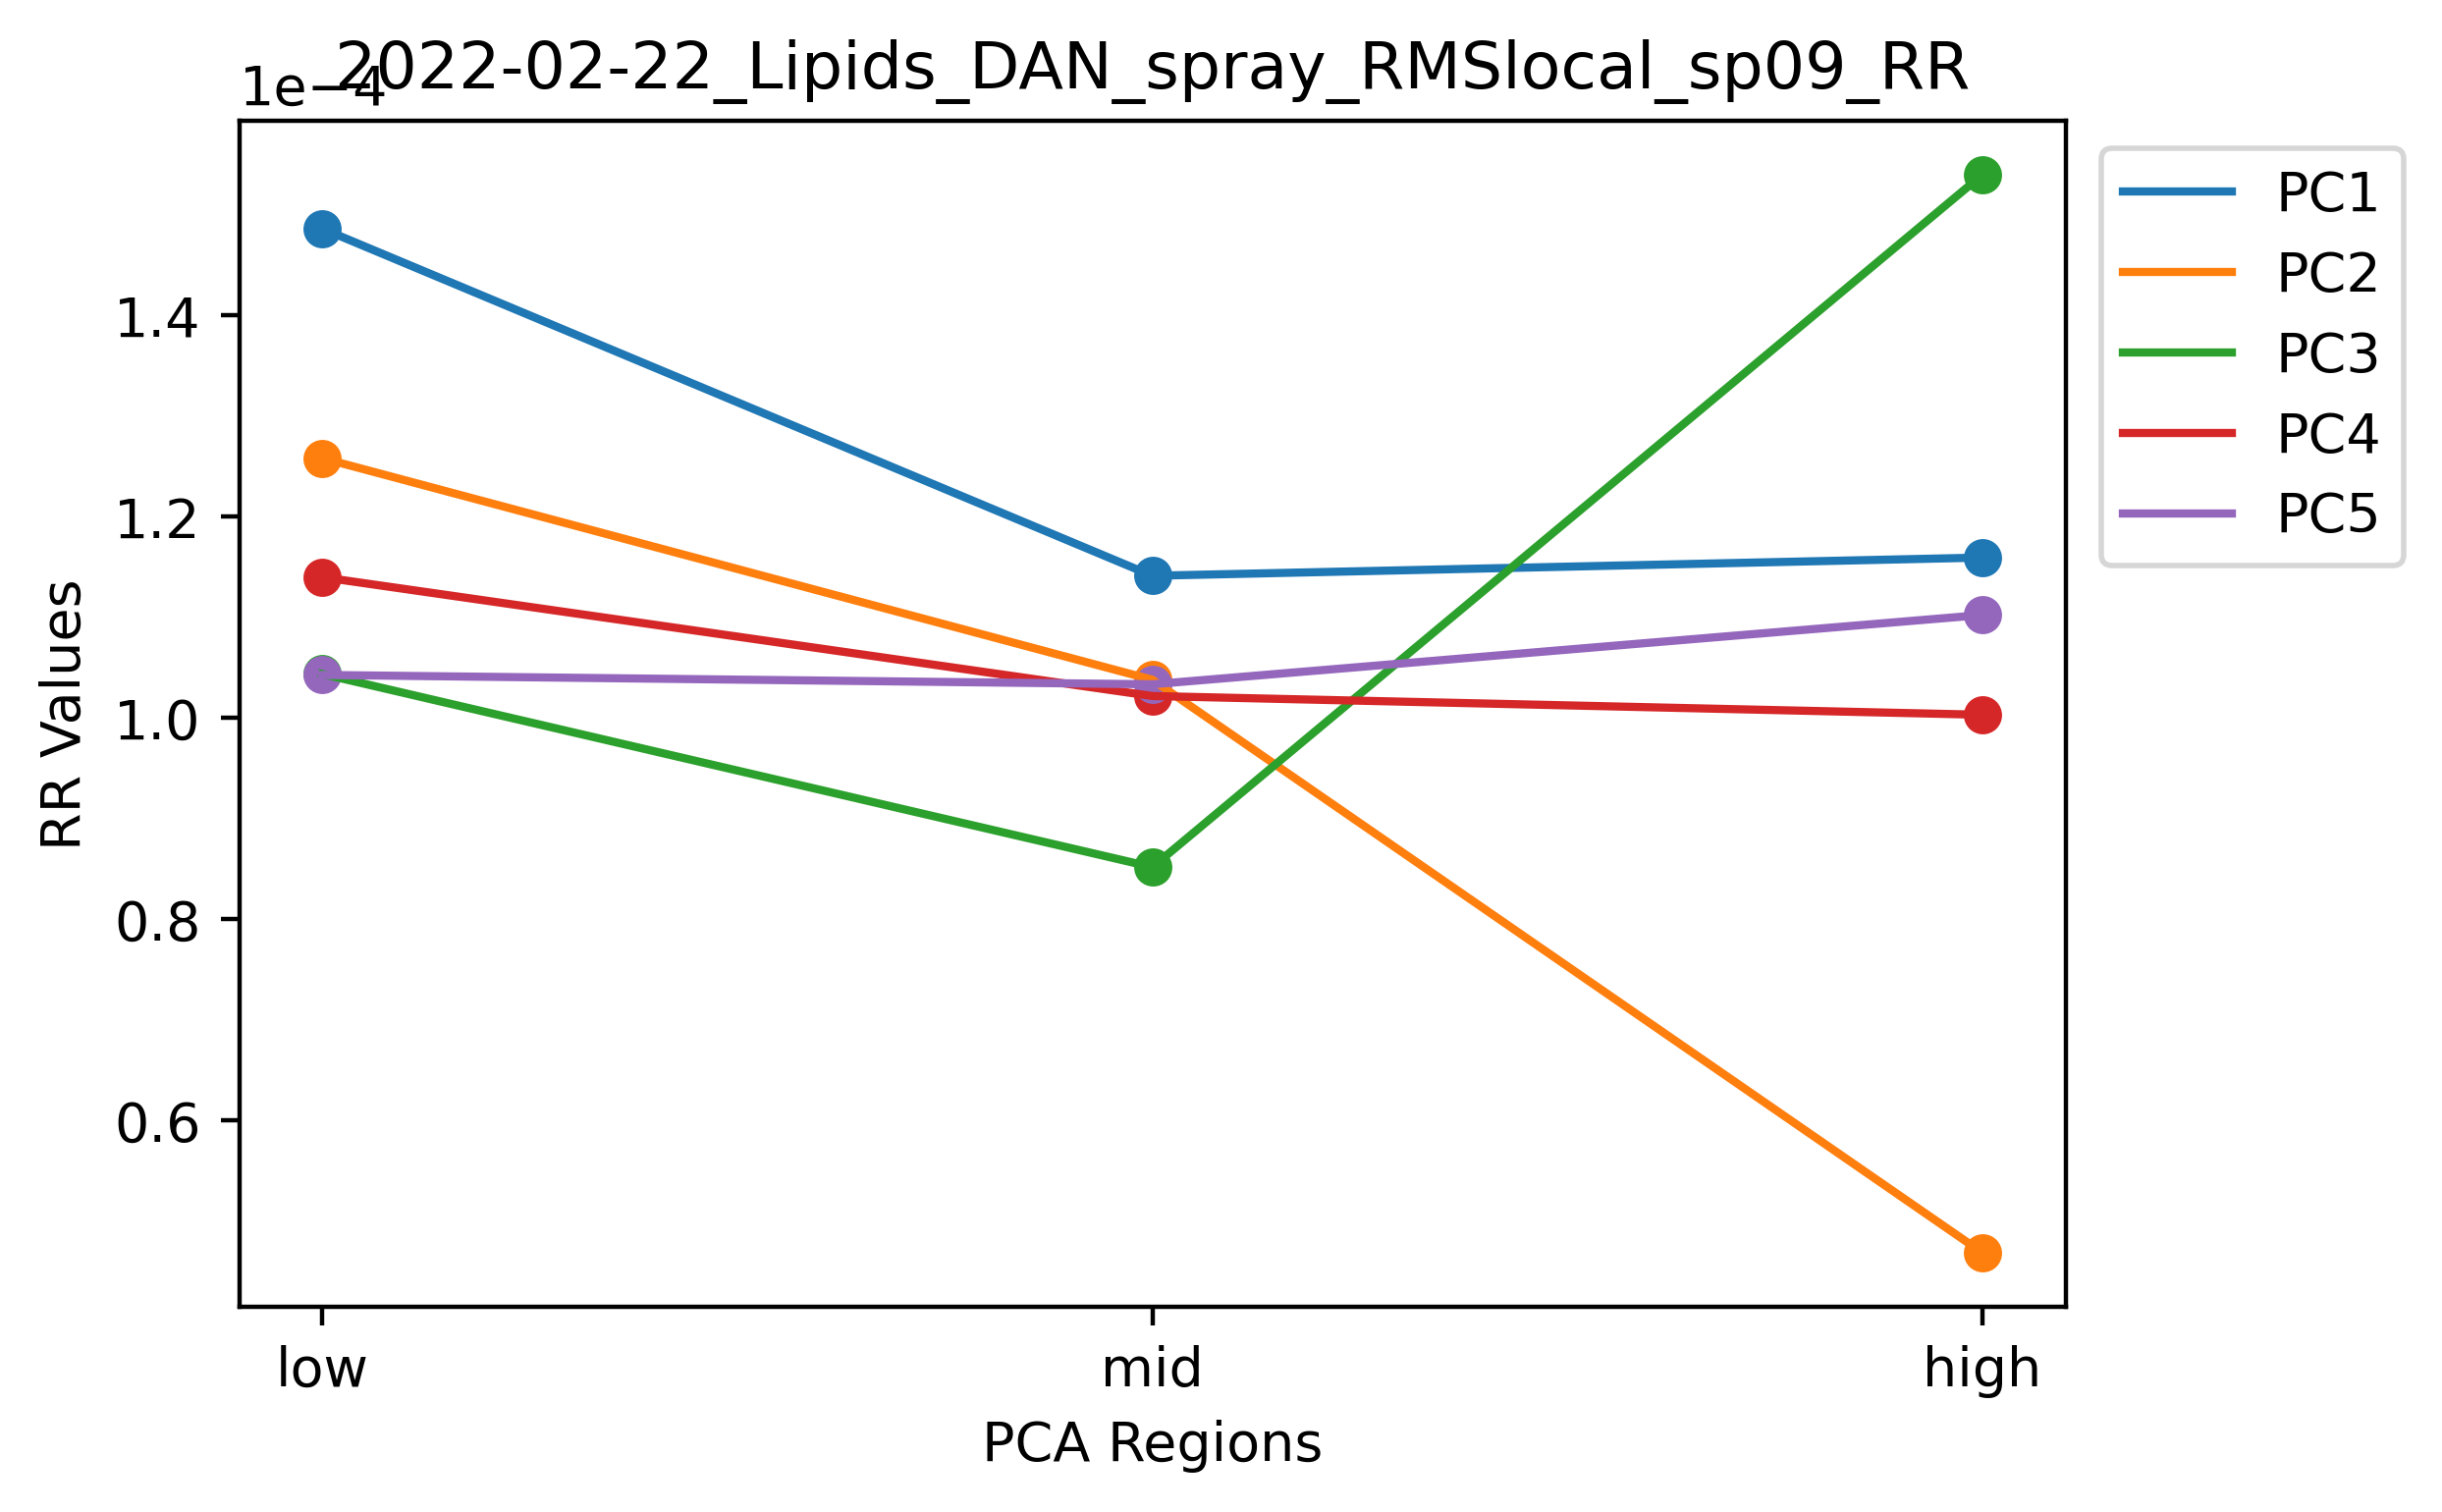 2022-02-22_Lipids_DAN_spray_RMSlocal_sp09_RR
1e−4
PC1
PC2
PC3
PC4
PC5
1.4
1.2
1.0
0.8
0.6
RR Values
low
mid
high
PCA Regions